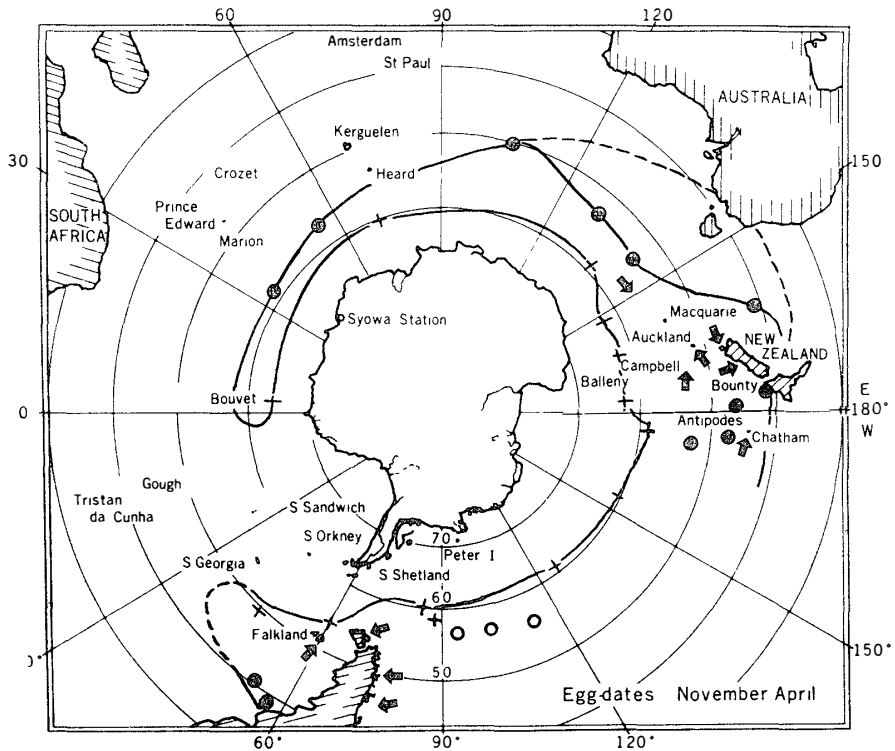 60
90
120
Amsterdam
St Paul
AUSTRALIA
Kerguelen
30
Crozet
Heard
150
SOUTH
AFRICA
Prince
Edward
Marion
Syowa Station
Macquarie
Auckland
NEW
ZEALAND
Campbell
Balleny
Bounty
Bouvet
E
0
180°
W
Antipodes
Chatham
Gough
Tristan
da Cunha
S Sandwich
S Orkney
70
Peter I
S Georgia
S Shetland
60
Falkland
150°
50
Egg-dates November April
60°
90
120°